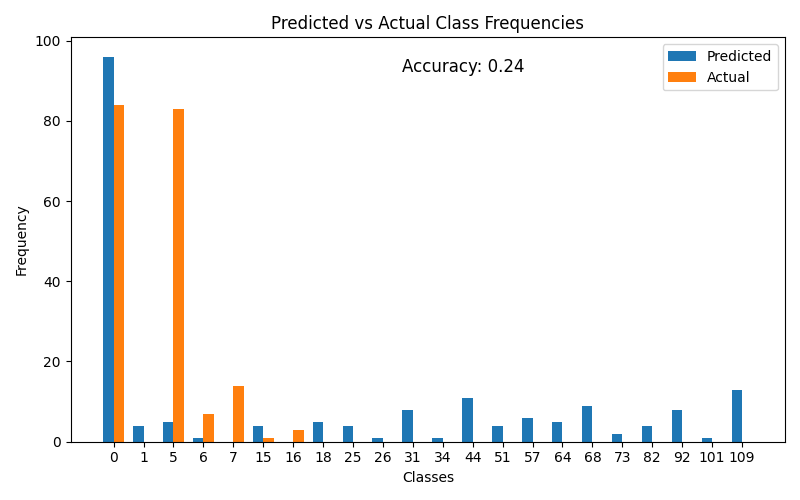 Predicted vs Actual Class Frequencies
Accuracy: 0.24
Predicted
Actual
Frequency
100
80
60
40
20
0
0 1 5 6 7 15 16 18 25 26 31 34 44 51 57 64 68 73 82 92 101 109
Classes